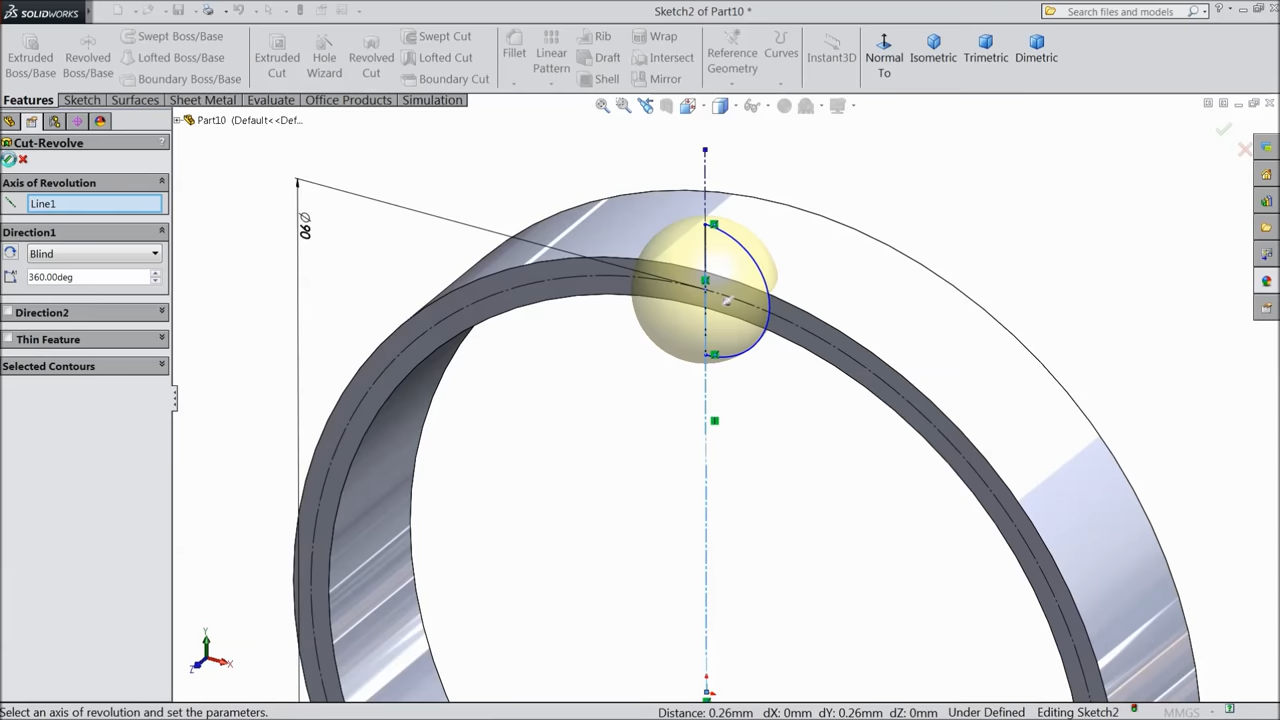 SOLIDWORKS
Sketch2 of Part10 *
Search files and models
Extruded Boss/Base
Revolved Boss/Base
Swept Boss/Base
Lofted Boss/Base
Boundary Boss/Base
Extruded Cut
Hole Wizard
Revolved Cut
Swept Cut
Lofted Cut
Boundary Cut
Fillet
Linear Pattern
Rib
Draft
Shell
Wrap
Intersect
Mirror
Reference Geometry
Curves
Instant3D
Normal To
Isometric
Trimetric
Dimetric
Features
Sketch
Surfaces
Sheet Metal
Evaluate
Office Products
Simulation
Part10 (Default<<Def...
Cut-Revolve
?
Axis of Revolution
Line1
Direction1
Blind
360.00deg
Direction2
Thin Feature
Selected Contours
∅90
Y
X
Z
Select an axis of revolution and set the parameters.
Distance: 0.26mm dX: 0mm dY: 0.26mm dZ: 0mm Under Defined Editing Sketch2 MMGS